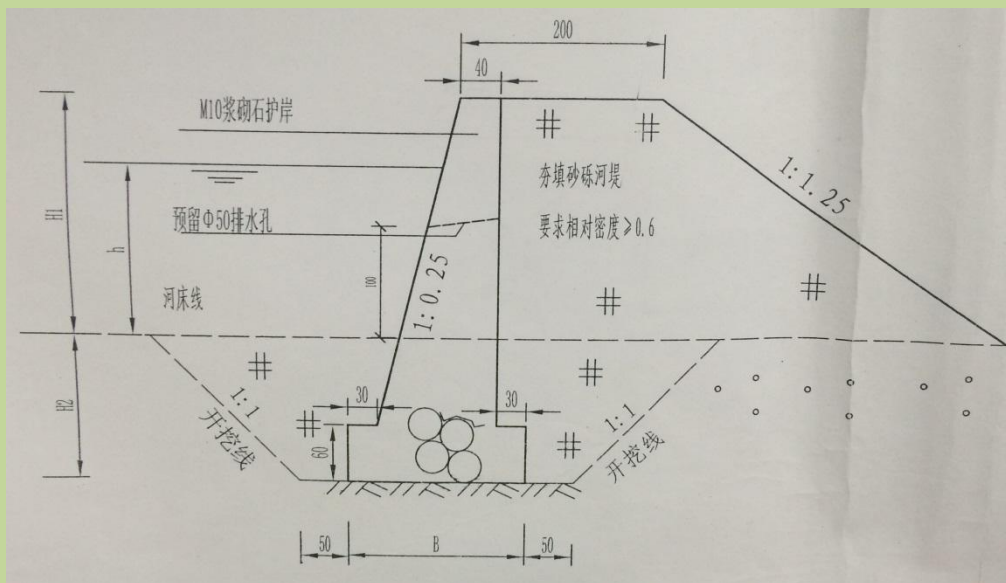 200
40
M10浆砌石护岸
夯填砂砾河堤
1:1.25
预留Φ50排水孔
要求相对密度≥0.6
H1
h
100
1:0.25
河床线
H2
1:1
开挖线
30
30
60
1:1
开挖线
50
B
50